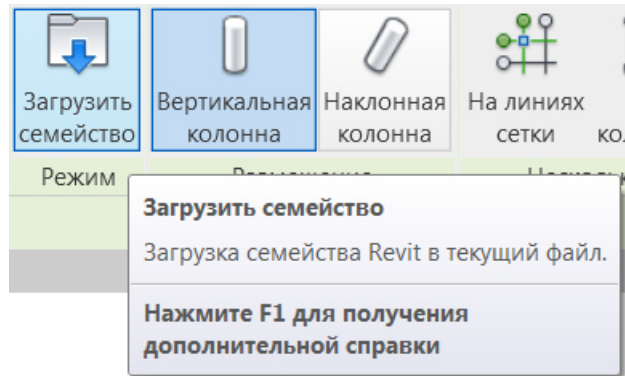 Загрузить семейство
Вертикальная колонна
Наклонная колонна
На линиях сетки
Режим
Загрузить семейство
Загрузка семейства Revit в текущий файл.
Нажмите F1 для получения
дополнительной справки